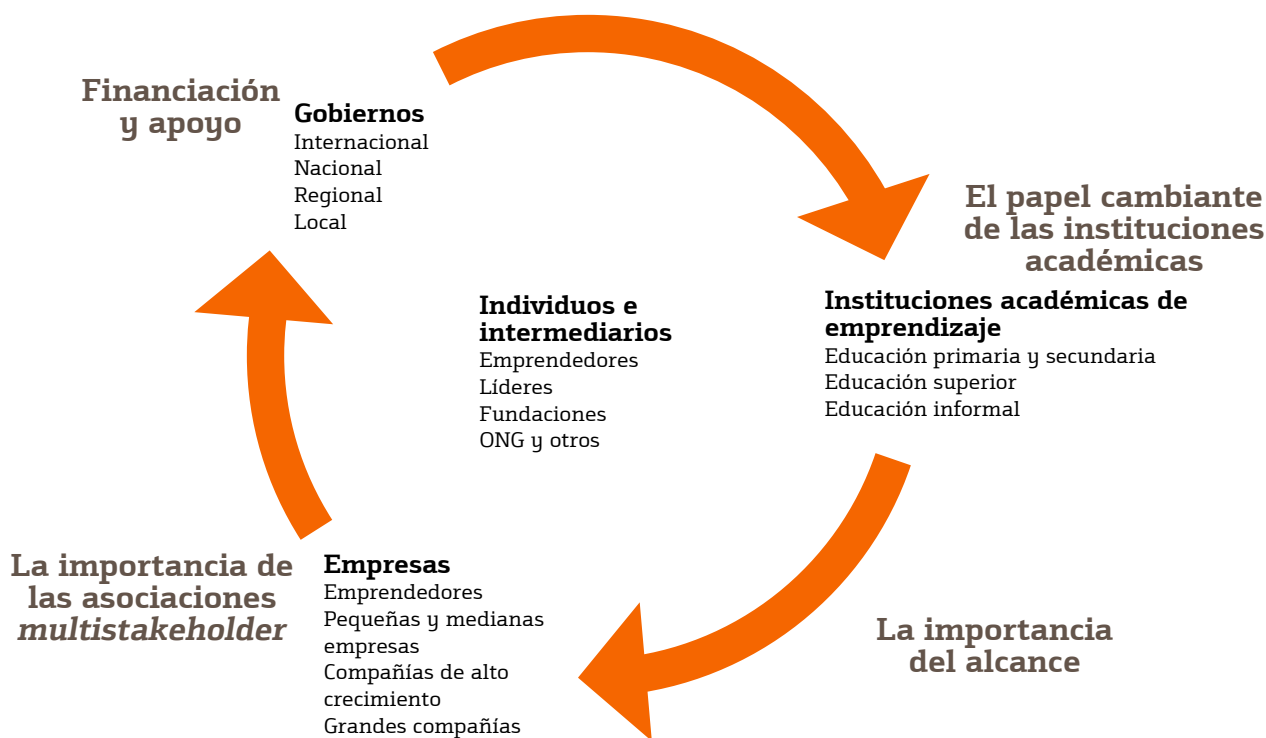 Financiación
y apoyo
Gobiernos
Internacional
Nacional
Regional
Local
El papel cambiante
de las instituciones
académicas
Individuos e
intermediarios
Emprendedores
Líderes
Fundaciones
ONG y otros
Instituciones académicas de
emprendizaje
Educación primaria y secundaria
Educación superior
Educación informal
La importancia de
las asociaciones
multistakeholder
Empresas
Emprendedores
Pequeñas y medianas
empresas
Compañías de alto
crecimiento
Grandes compañías
La importancia
del alcance